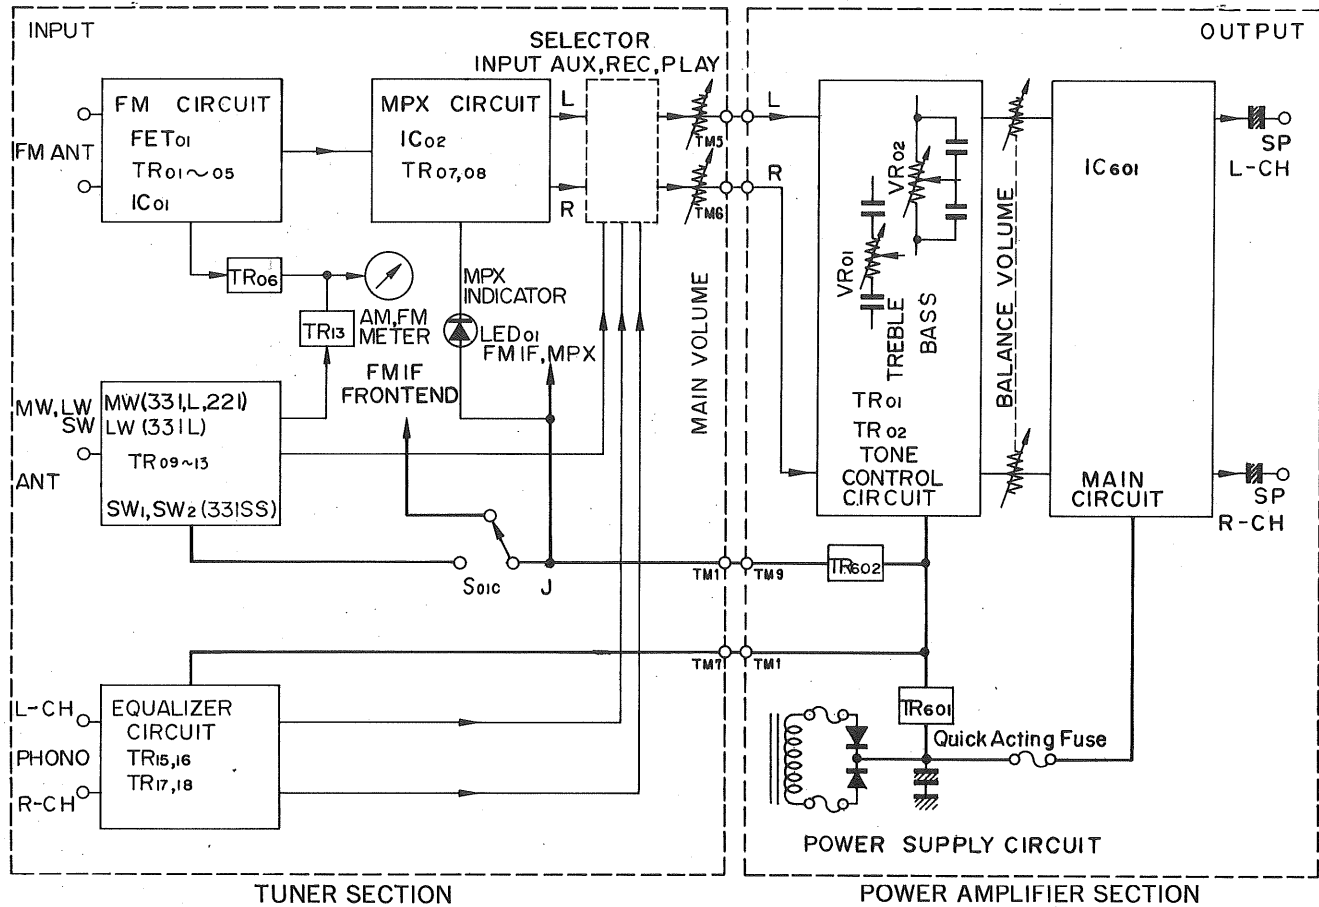 INPUT
OUTPUT
SELECTOR
INPUT AUX,REC,PLAY
FM CIRCUIT
FET01
TR01~05
IC01
FM ANT
MPX CIRCUIT
IC02
TR07,08
L
R
TM5
TM6
L
R
VR02
VR01
TREBLE
BASS
TR01
TR02
TONE
CONTROL
CIRCUIT
BALANCE VOLUME
IC601
MAIN
CIRCUIT
SP
L-CH
SP
R-CH
TR06
TR13
AM,FM
METER
MPX
INDICATOR
LED01
FM IF,MPX
FM IF
FRONTEND
MAIN VOLUME
MW,LW
SW
ANT
MW(331,L,221)
LW(331L)
TR09~13
SW1,SW2(331SS)
S01C
J
TM1
TM9
TR602
TM7
TM1
L-CH
PHONO
R-CH
EQUALIZER
CIRCUIT
TR15,16
TR17,18
TR601
Quick Acting Fuse
POWER SUPPLY CIRCUIT
TUNER SECTION
POWER AMPLIFIER SECTION